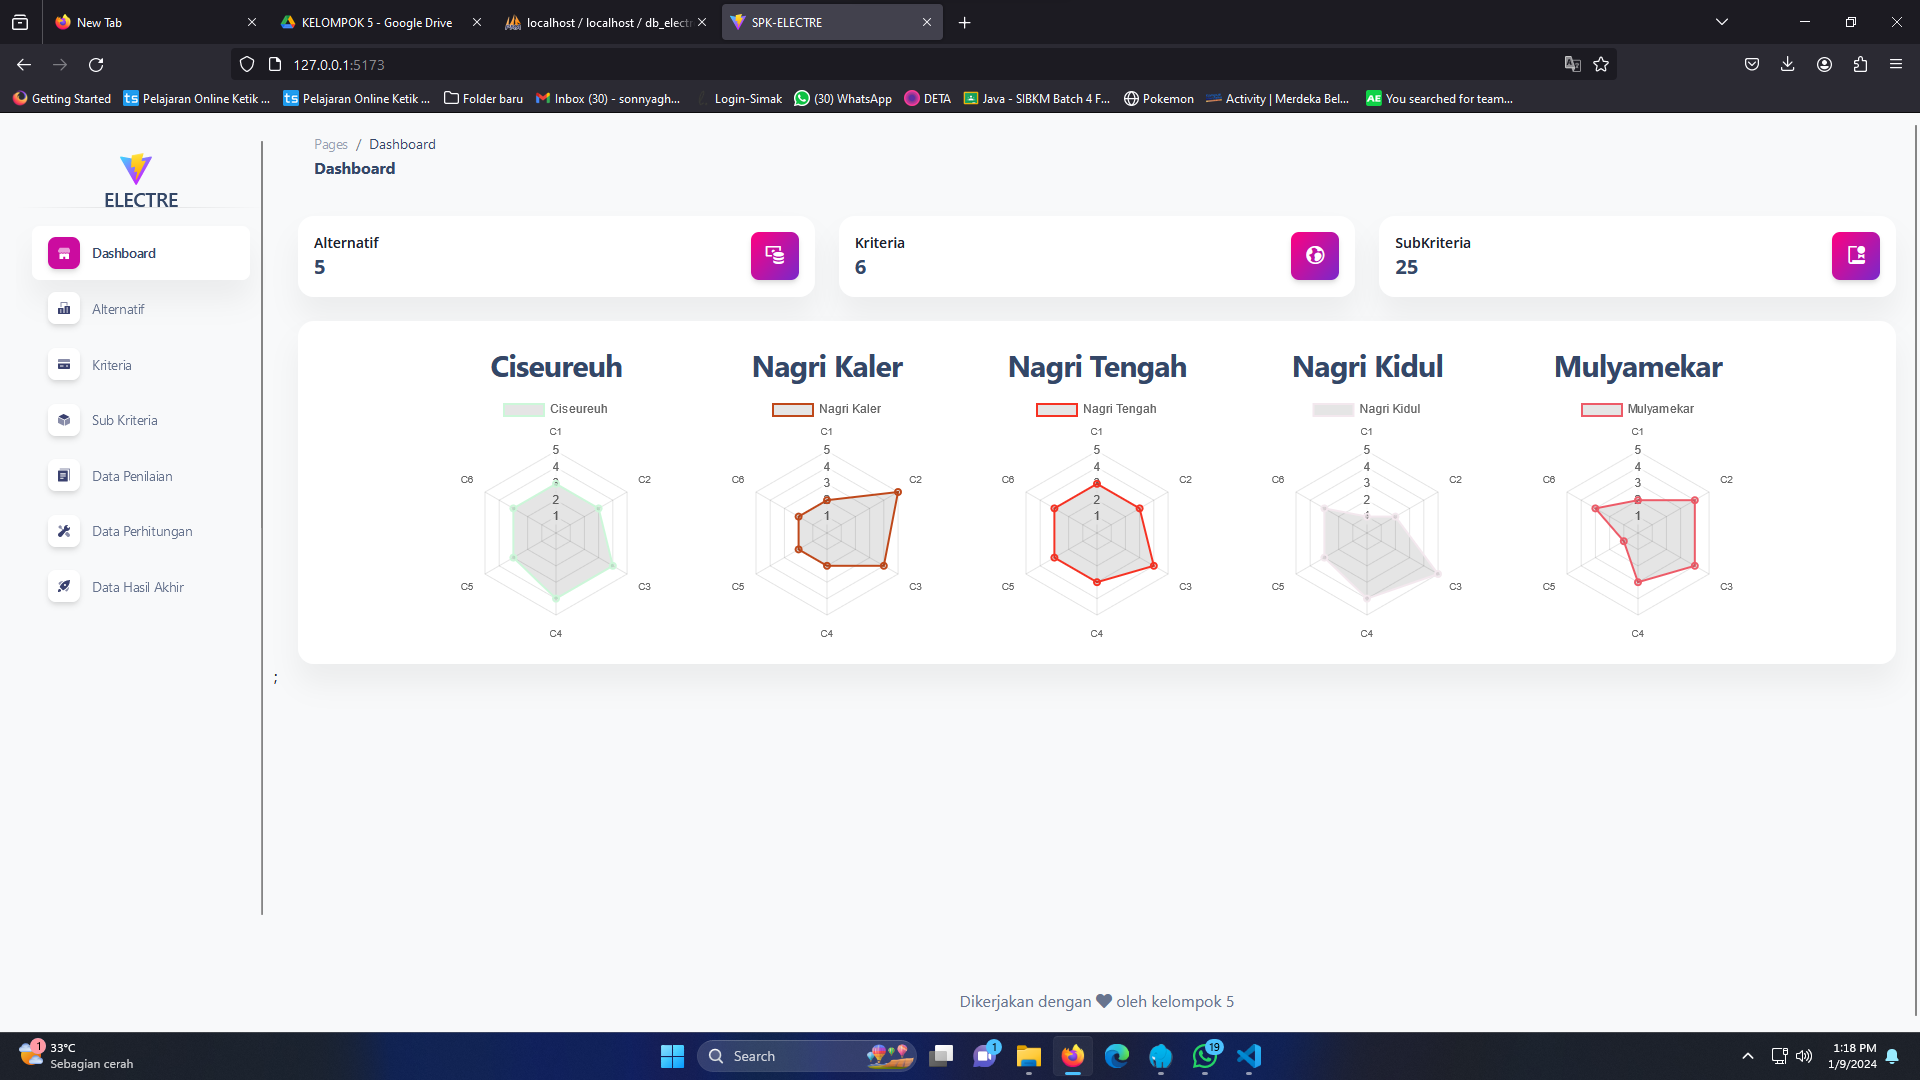 New Tab
KELOMPOK 5 - Google Drive
localhost / localhost / db_electr
SPK-ELECTRE
127.0.0.1:5173
Getting Started
Pelajaran Online Ketik ...
Pelajaran Online Ketik ...
Folder baru
Inbox (30) - sonnyagh...
Login-Simak
(30) WhatsApp
DETA
Java - SIBKM Batch 4 F...
Pokemon
Activity | Merdeka Bel...
You searched for team...
ELECTRE
Dashboard
Alternatif
Kriteria
Sub Kriteria
Data Penilaian
Data Perhitungan
Data Hasil Akhir
Pages / Dashboard
Dashboard
Alternatif
5
Kriteria
6
SubKriteria
25
Ciseureuh
Ciseureuh
C1
C2
C3
C4
C5
C6
5
4
3
2
1
Nagri Kaler
Nagri Kaler
C1
C2
C3
C4
C5
C6
5
4
3
2
1
Nagri Tengah
Nagri Tengah
C1
C2
C3
C4
C5
C6
5
4
3
2
1
Nagri Kidul
Nagri Kidul
C1
C2
C3
C4
C5
C6
5
4
3
2
1
Mulyamekar
Mulyamekar
C1
C2
C3
C4
C5
C6
5
4
3
2
1
;
Dikerjakan dengan ♥ oleh kelompok 5
1
33°C
Sebagian cerah
Search
1
19
1:18 PM
1/9/2024